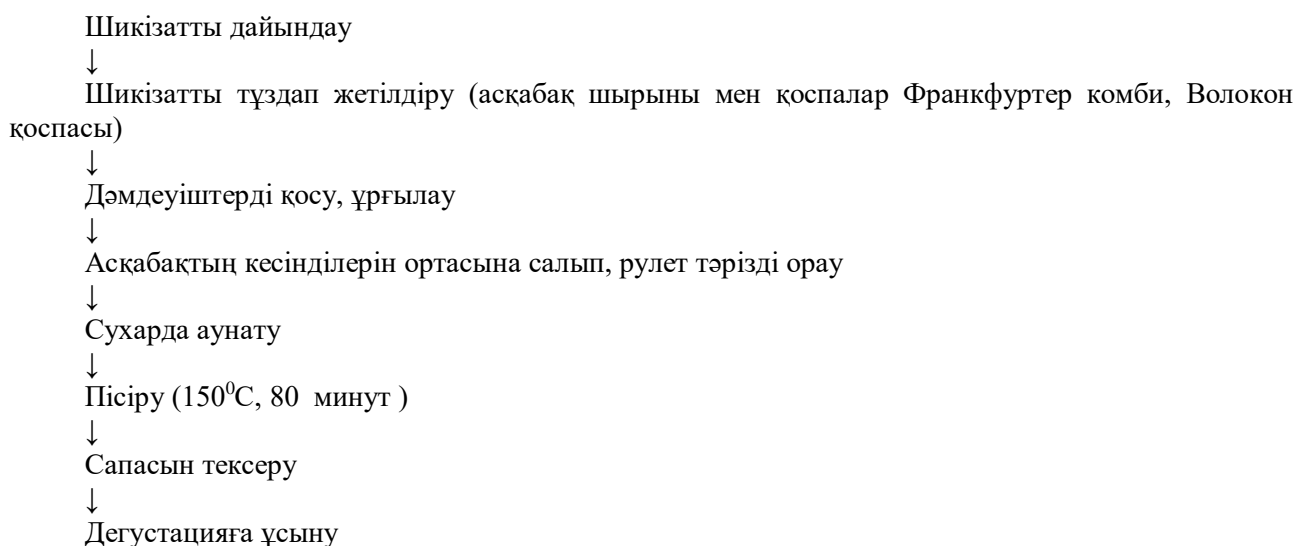 Шикізатты дайындау
↓
Шикізатты тұздап жетілдіру (асқабақ шырыны мен қоспалар Франкфуртер комби, Волокон
қоспасы)
↓
Дәмдеуіштерді қосу, ұрғылау
↓
Асқабақтың кесінділерін ортасына салып, рулет тәрізді орау
↓
Сухарда аунату
↓
Пісіру (150⁰С, 80 минут )
↓
Сапасын тексеру
↓
Дегустацияға ұсыну